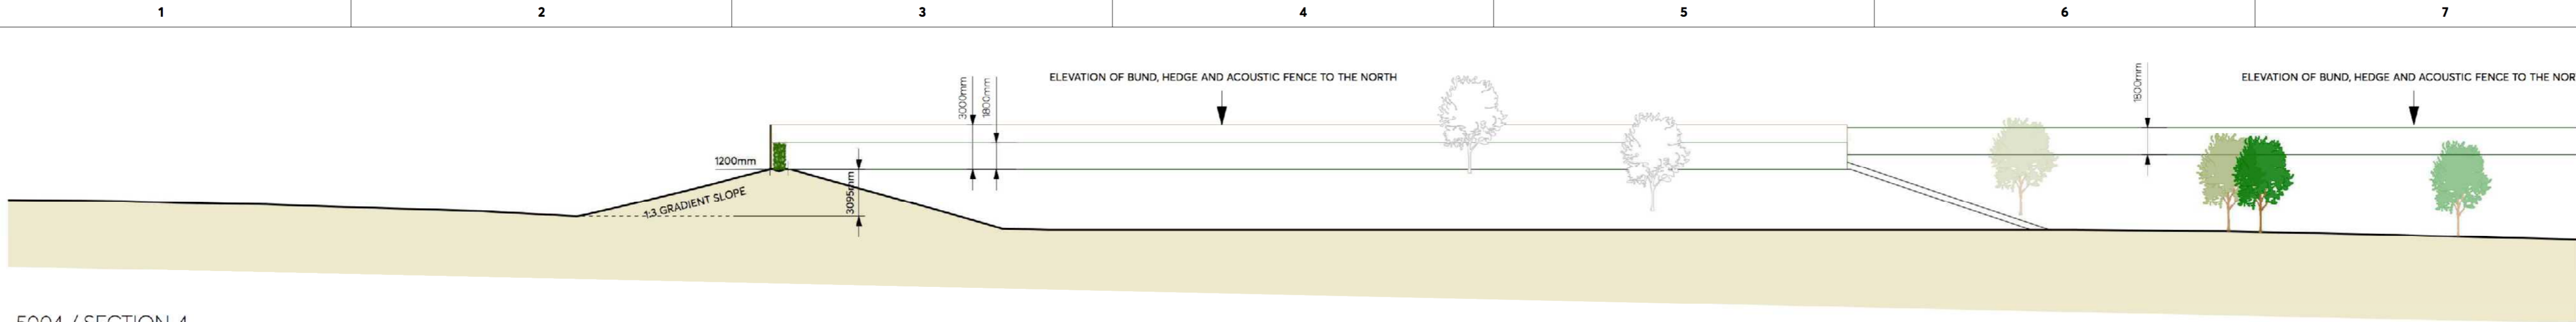 1 2 3 4 5 6 7
ELEVATION OF BUND, HEDGE AND ACOUSTIC FENCE TO THE NORTH
ELEVATION OF BUND, HEDGE AND ACOUSTIC FENCE TO THE NOR
3000mm
1800mm
1800mm
1200mm
3095mm
1:3 GRADIENT SLOPE